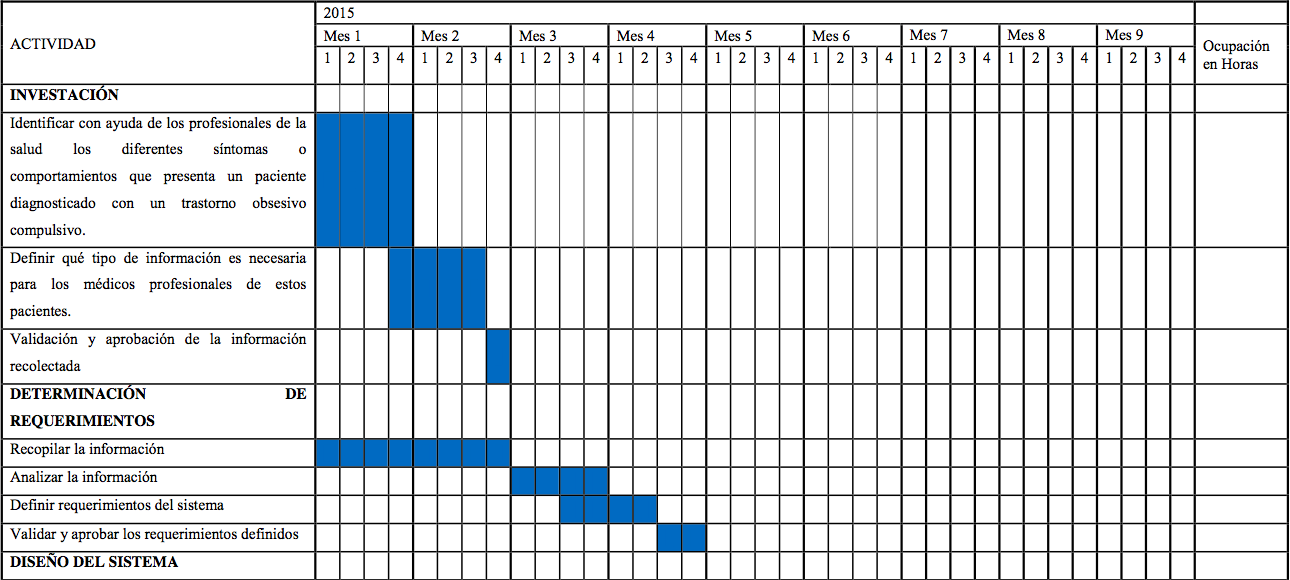 2015
ACTIVIDAD
Mes 1 Mes 2 Mes 3 Mes 4 Mes 5 Mes 6 Mes 7 Mes 8 Mes 9
Ocupación
en Horas
1 2 3 4 1 2 3 4 1 2 3 4 1 2 3 4 1 2 3 4 1 2 3 4 1 2 3 4 1 2 3 4 1 2 3 4
INVESTACIÓN
Identificar con ayuda de los profesionales de la
salud los diferentes síntomas o
comportamientos que presenta un paciente
diagnosticado con un trastorno obsesivo
compulsivo.
Definir qué tipo de información es necesaria
para los médicos profesionales de estos
pacientes.
Validación y aprobación de la información
recolectada
DETERMINACIÓN DE
REQUERIMIENTOS
Recopilar la información
Analizar la información
Definir requerimientos del sistema
Validar y aprobar los requerimientos definidos
DISEÑO DEL SISTEMA